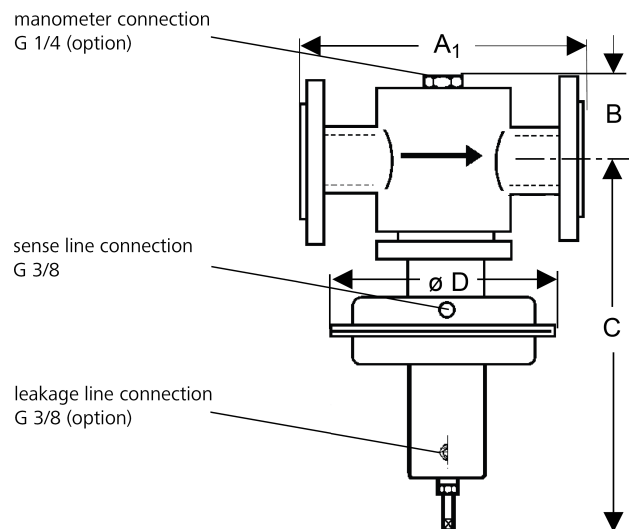 manometer connection
G 1/4 (option)
A₁
B
sense line connection
G 3/8
ø D
C
leakage line connection
G 3/8 (option)